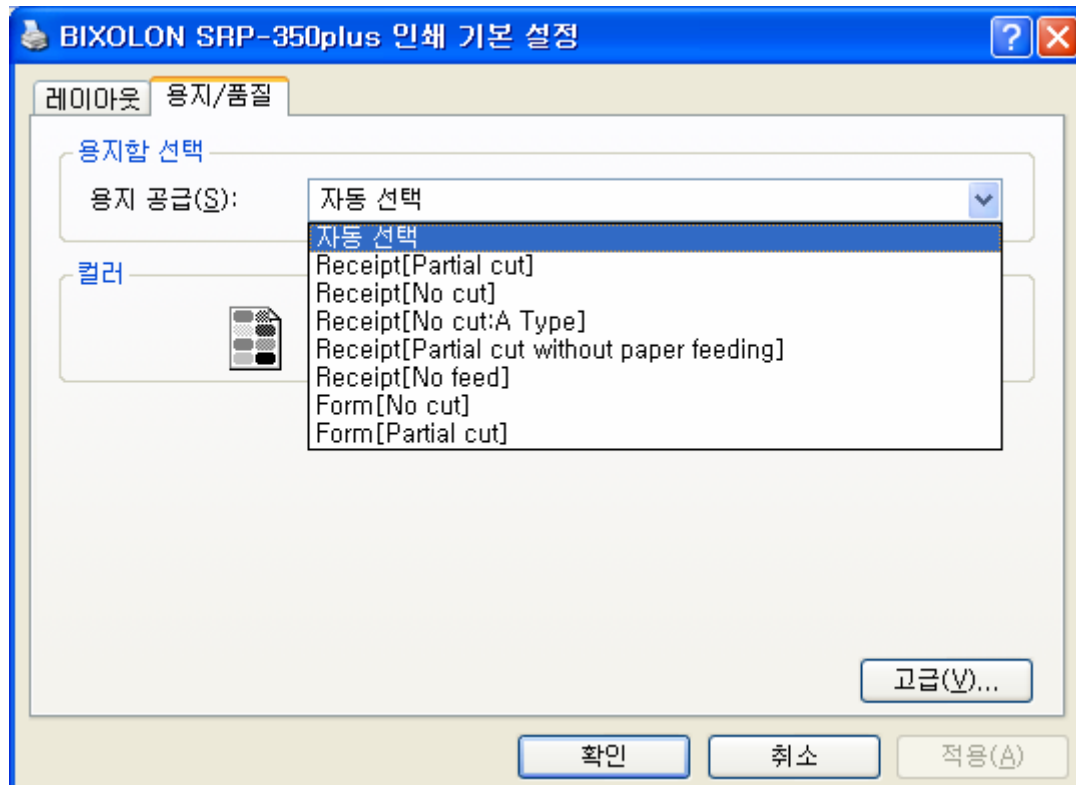 BIXOLON SRP-350plus 인쇄 기본 설정
레이아웃 용지/품질
용지함 선택
용지 공급(S): 자동 선택
자동 선택
Receipt[Partial cut]
Receipt[No cut]
Receipt[No cut:A Type]
Receipt[Partial cut without paper feeding]
Receipt[No feed]
Form[No cut]
Form[Partial cut]
컬러
고급(V)...
확인 취소 적용(A)